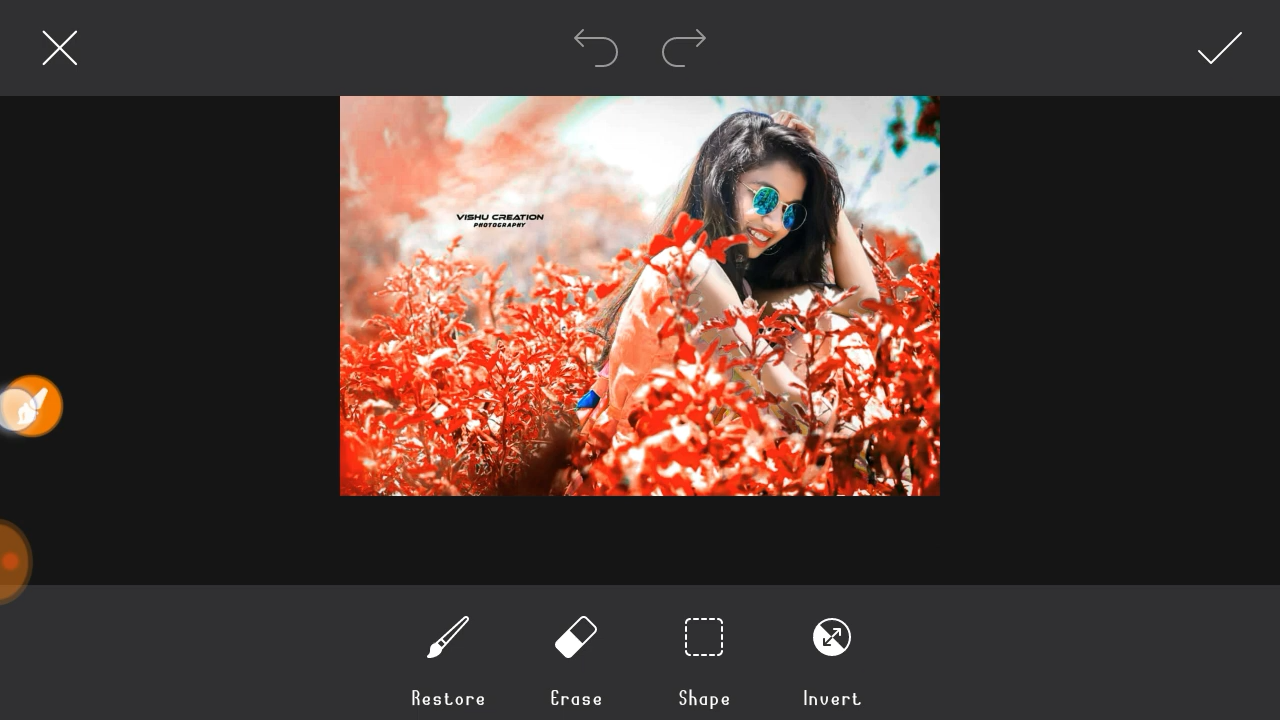 VISHU CREATION
PHOTOGRAPHY
Restore
Erase
Shape
Invert